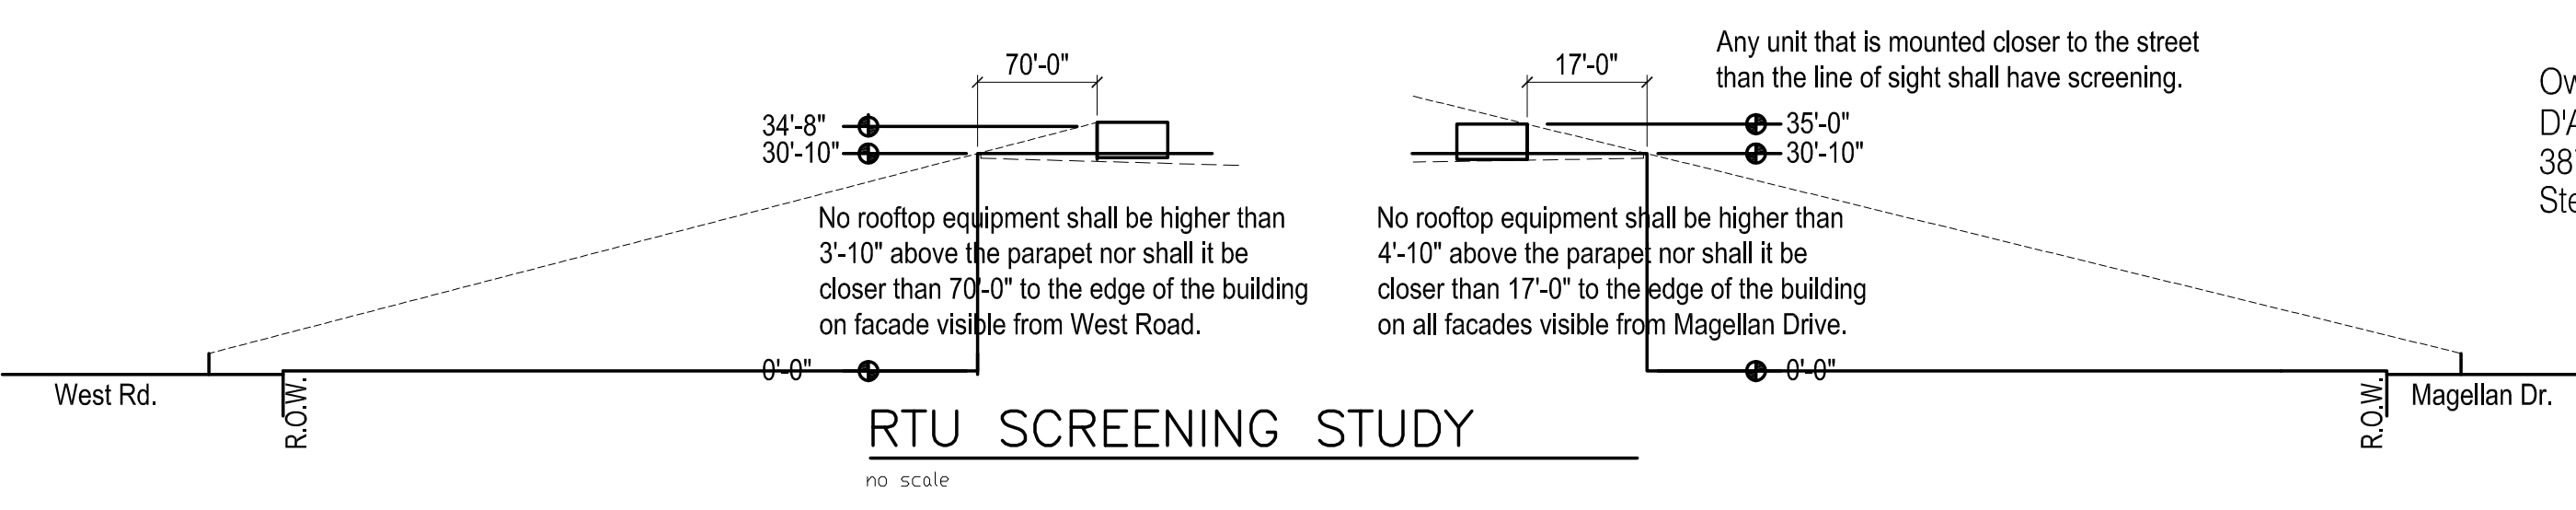 Any unit that is mounted closer to the street
than the line of sight shall have screening.
70'-0"
17'-0"
34'-8"
30'-10"
35'-0"
30'-10"
No rooftop equipment shall be higher than
3'-10" above the parapet nor shall it be
closer than 70'-0" to the edge of the building
on facade visible from West Road.
No rooftop equipment shall be higher than
4'-10" above the parapet nor shall it be
closer than 17'-0" to the edge of the building
on all facades visible from Magellan Drive.
0'-0"
0'-0"
West Rd.
R.O.W.
R.O.W.
Magellan Dr.
RTU SCREENING STUDY
no scale